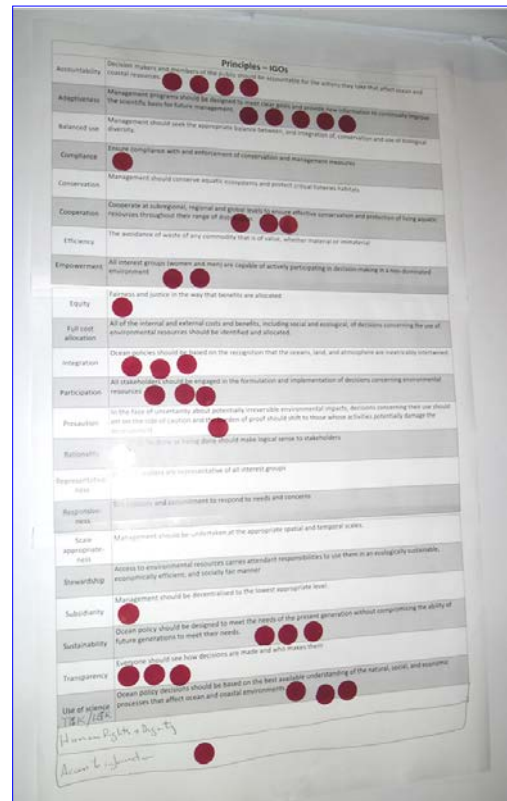 Principles – IGOs
Accountability
Decision makers and members of the public should be accountable for the actions they take that affect ocean and
coastal resources.
Adaptiveness
Management programs should be designed to meet clear goals and provide new information to continually improve
the scientific basis for future management.
Balanced use
Management should seek the appropriate balance between, and integration of, conservation and use of biological
diversity.
Compliance
Ensure compliance with and enforcement of conservation and management measures
Conservation
Management should conserve aquatic ecosystems and protect critical fisheries habitats
Cooperation
Cooperate at subregional, regional and global levels to ensure effective conservation and protection of living aquatic
resources throughout their range of
Efficiency
The avoidance of waste of any commodity that is of value, whether material or immaterial
Empowerment
All interest groups (women and men) are capable of actively participating in decision-making in a non-dominated
environment
Equity
Fairness and justice in the way that benefits are allocated
Full cost
allocation
All of the internal and external costs and benefits, including social and ecological, of decisions concerning the use of
environmental resources should be identified and allocated.
Integration
Ocean policies should be based on the recognition that the oceans, land, and atmosphere are inextricably intertwined
Participation
All stakeholders should be engaged in the formulation and implementation of decisions concerning environmental
resources
Precaution
In the face of uncertainty about potentially irreversible environmental impacts, decisions concerning their use should
err on the side of caution and the burden of proof should shift to those whose activities potentially damage the
Rationality
done or being done should make logical sense to stakeholders
Representative-
ness
are representative of all interest groups
Responsive-
ness
and commitment to respond to needs and concerns
Scale
appropriate-
ness
Management should be undertaken at the appropriate spatial and temporal scales.
Stewardship
Access to environmental resources carries attendant responsibilities to use them in an ecologically sustainable,
economically efficient, and socially fair manner
Subsidiarity
Management should be decentralised to the lowest appropriate level.
Sustainability
Ocean policy should be designed to meet the needs of the present generation without compromising the ability of
future generations to meet their needs.
Transparency
Everyone should see how decisions are made and who makes them
Use of science
Ocean policy decisions should be based on the best available understanding of the natural, social, and economic
processes that affect ocean and coastal environments
Human Rights + Dignity
Access to information